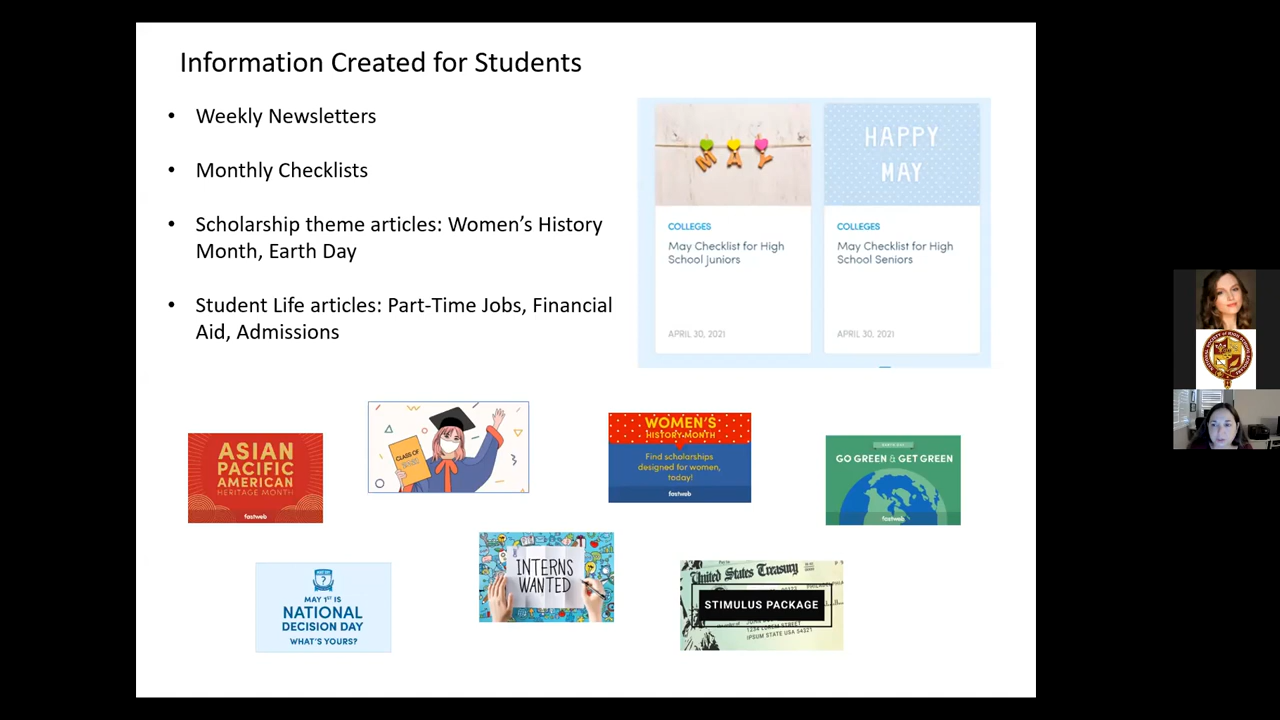 Information Created for Students
• Weekly Newsletters
• Monthly Checklists
• Scholarship theme articles: Women's History
Month, Earth Day
• Student Life articles: Part-Time Jobs, Financial
Aid, Admissions
MAY
COLLEGES
May Checklist for High
School Juniors
APRIL 30, 2021
HAPPY
MAY
COLLEGES
May Checklist for High
School Seniors
APRIL 30, 2021
ASIAN
PACIFIC
AMERICAN
HERITAGE MONTH
fastweb
CLASS OF
WOMEN'S
HISTORY MONTH
Find scholarships
designed for women,
today!
fastweb
GO GREEN & GET GREEN
fastweb
MAY 1ST IS
NATIONAL
DECISION DAY
WHAT'S YOURS?
INTERNS
WANTED
United States Treasury
STIMULUS PACKAGE
1234 LOREM STREET
IPSUM STATE USA 54321